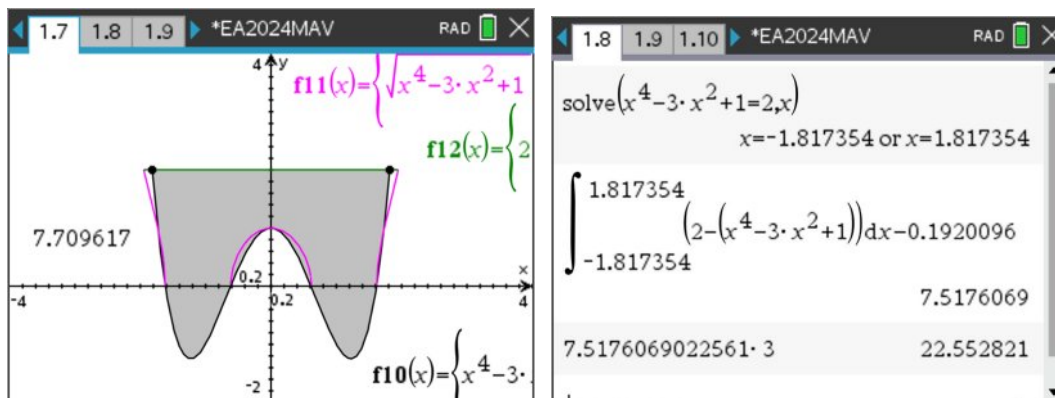 1.7 1.8 1.9 *EA2024MAV RAD
4 y
f11(x)={√x⁴-3·x²+1
f12(x)={2
7.709617
0.2
x
-4
0.2
4
f10(x)={x⁴-3·
-2
1.8 1.9 1.10 *EA2024MAV RAD
solve(x⁴-3·x²+1=2,x)
x=-1.817354 or x=1.817354
1.817354
∫ (2-(x⁴-3·x²+1))dx-0.1920096
-1.817354
7.5176069
7.5176069022561·3 22.552821